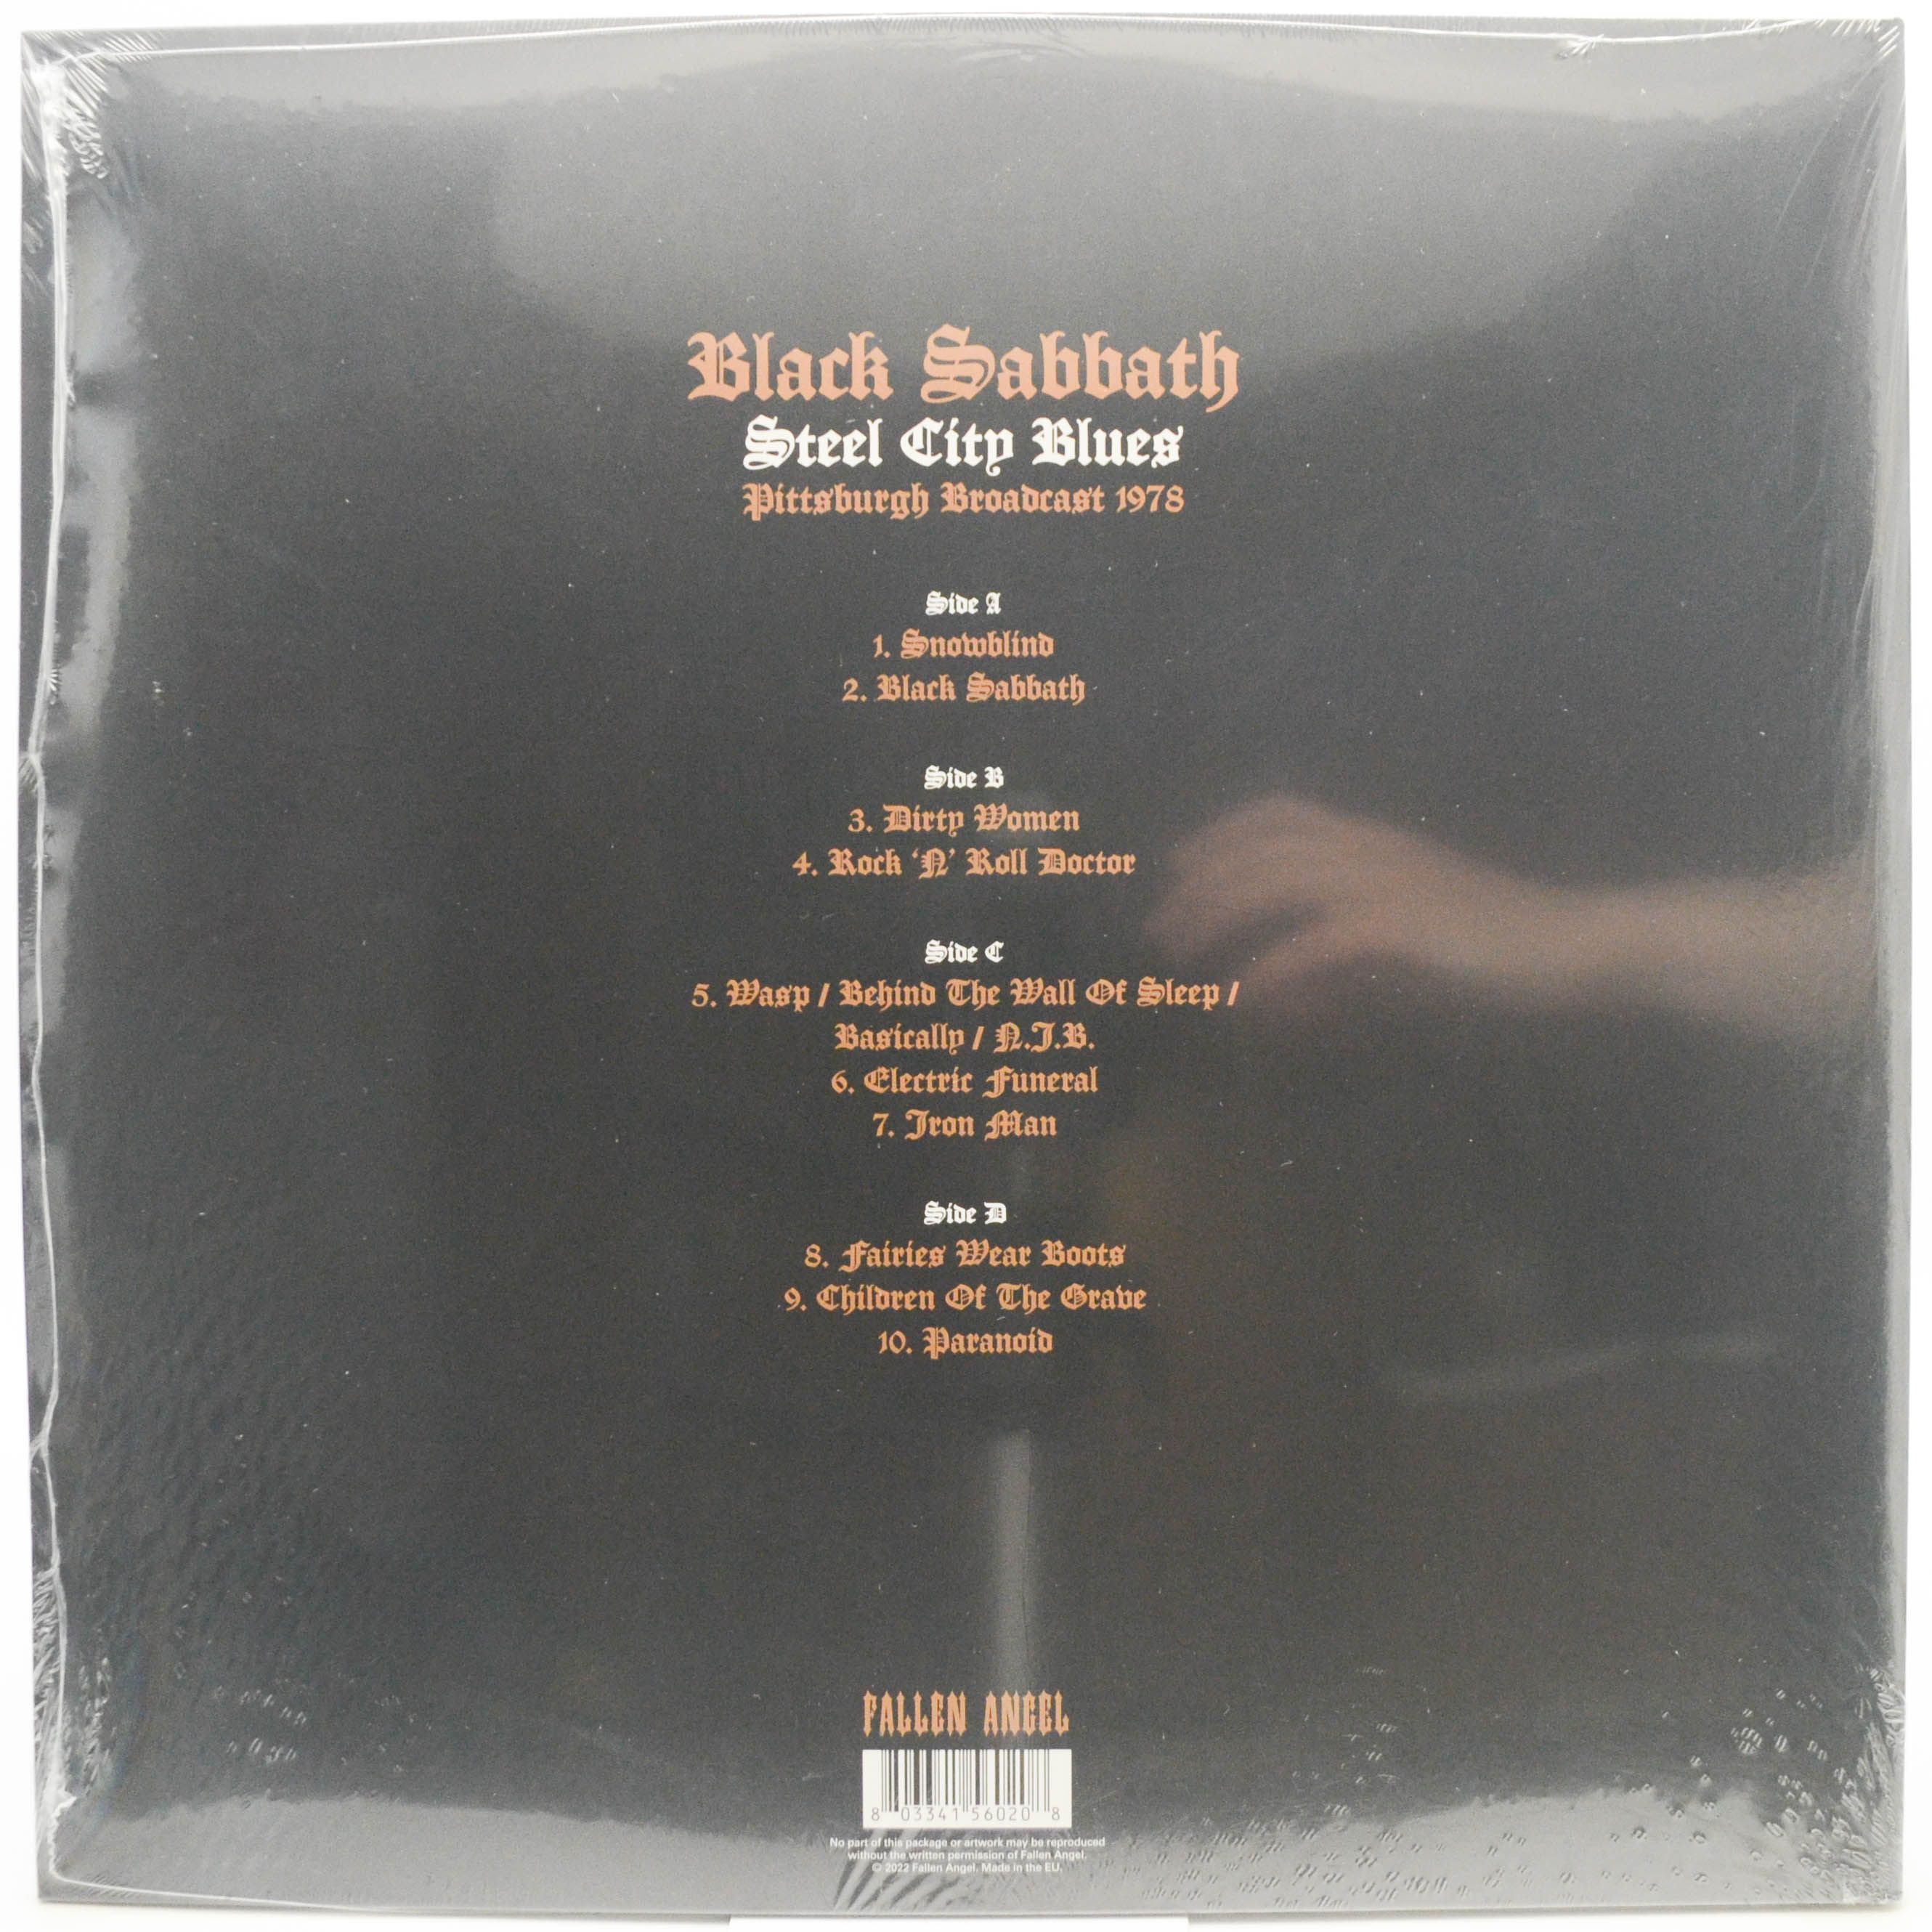 Black Sabbath
Steel City Blues
Pittsburgh Broadcast 1978
Side A
1. Snowblind
2. Black Sabbath
Side B
3. Dirty Women
4. Rock ‘N’ Roll Doctor
Side C
5. Wasp / Behind The Wall Of Sleep /
Basically / N.I.B.
6. Electric Funeral
7. Iron Man
Side D
8. Fairies Wear Boots
9. Children Of The Grave
10. Paranoid
FALLEN ANGEL
8 03341 56020 8
No part of this package or artwork may be reproduced
without the written permission of Fallen Angel.
© 2022 Fallen Angel. Made in the EU.